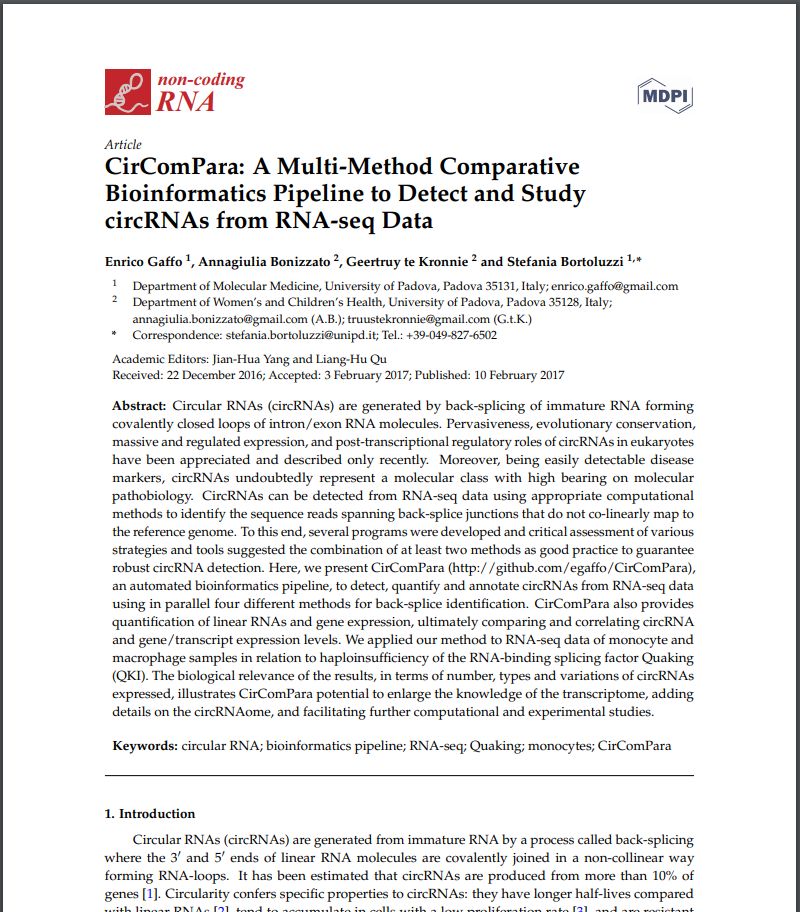 non-coding
RNA
MDPI
Article
CirComPara: A Multi-Method Comparative
Bioinformatics Pipeline to Detect and Study
circRNAs from RNA-seq Data
Enrico Gaffo 1, Annagiulia Bonizzato 2, Geertruy te Kronnie 2 and Stefania Bortoluzzi 1,*
1 Department of Molecular Medicine, University of Padova, Padova 35131, Italy; enrico.gaffo@gmail.com
2 Department of Women's and Children's Health, University of Padova, Padova 35128, Italy;
annagiulia.bonizzato@gmail.com (A.B.); truustekronnie@gmail.com (G.t.K.)
* Correspondence: stefania.bortoluzzi@unipd.it; Tel.: +39-049-827-6502
Academic Editors: Jian-Hua Yang and Liang-Hu Qu
Received: 22 December 2016; Accepted: 3 February 2017; Published: 10 February 2017
Abstract: Circular RNAs (circRNAs) are generated by back-splicing of immature RNA forming
covalently closed loops of intron/exon RNA molecules. Pervasiveness, evolutionary conservation,
massive and regulated expression, and post-transcriptional regulatory roles of circRNAs in eukaryotes
have been appreciated and described only recently. Moreover, being easily detectable disease
markers, circRNAs undoubtedly represent a molecular class with high bearing on molecular
pathobiology. CircRNAs can be detected from RNA-seq data using appropriate computational
methods to identify the sequence reads spanning back-splice junctions that do not co-linearly map to
the reference genome. To this end, several programs were developed and critical assessment of various
strategies and tools suggested the combination of at least two methods as good practice to guarantee
robust circRNA detection. Here, we present CirComPara (http://github.com/egaffo/CirComPara),
an automated bioinformatics pipeline, to detect, quantify and annotate circRNAs from RNA-seq data
using in parallel four different methods for back-splice identification. CirComPara also provides
quantification of linear RNAs and gene expression, ultimately comparing and correlating circRNA
and gene/transcript expression levels. We applied our method to RNA-seq data of monocyte and
macrophage samples in relation to haploinsufficiency of the RNA-binding splicing factor Quaking
(QKI). The biological relevance of the results, in terms of number, types and variations of circRNAs
expressed, illustrates CirComPara potential to enlarge the knowledge of the transcriptome, adding
details on the circRNAome, and facilitating further computational and experimental studies.
Keywords: circular RNA; bioinformatics pipeline; RNA-seq; Quaking; monocytes; CirComPara
1. Introduction
Circular RNAs (circRNAs) are generated from immature RNA by a process called back-splicing
where the 3′ and 5′ ends of linear RNA molecules are covalently joined in a non-collinear way
forming RNA-loops. It has been estimated that circRNAs are produced from more than 10% of
genes [1]. Circularity confers specific properties to circRNAs: they have longer half-lives compared
with linear RNAs [2], tend to accumulate in cells with a low proliferation rate [3], and are resistant